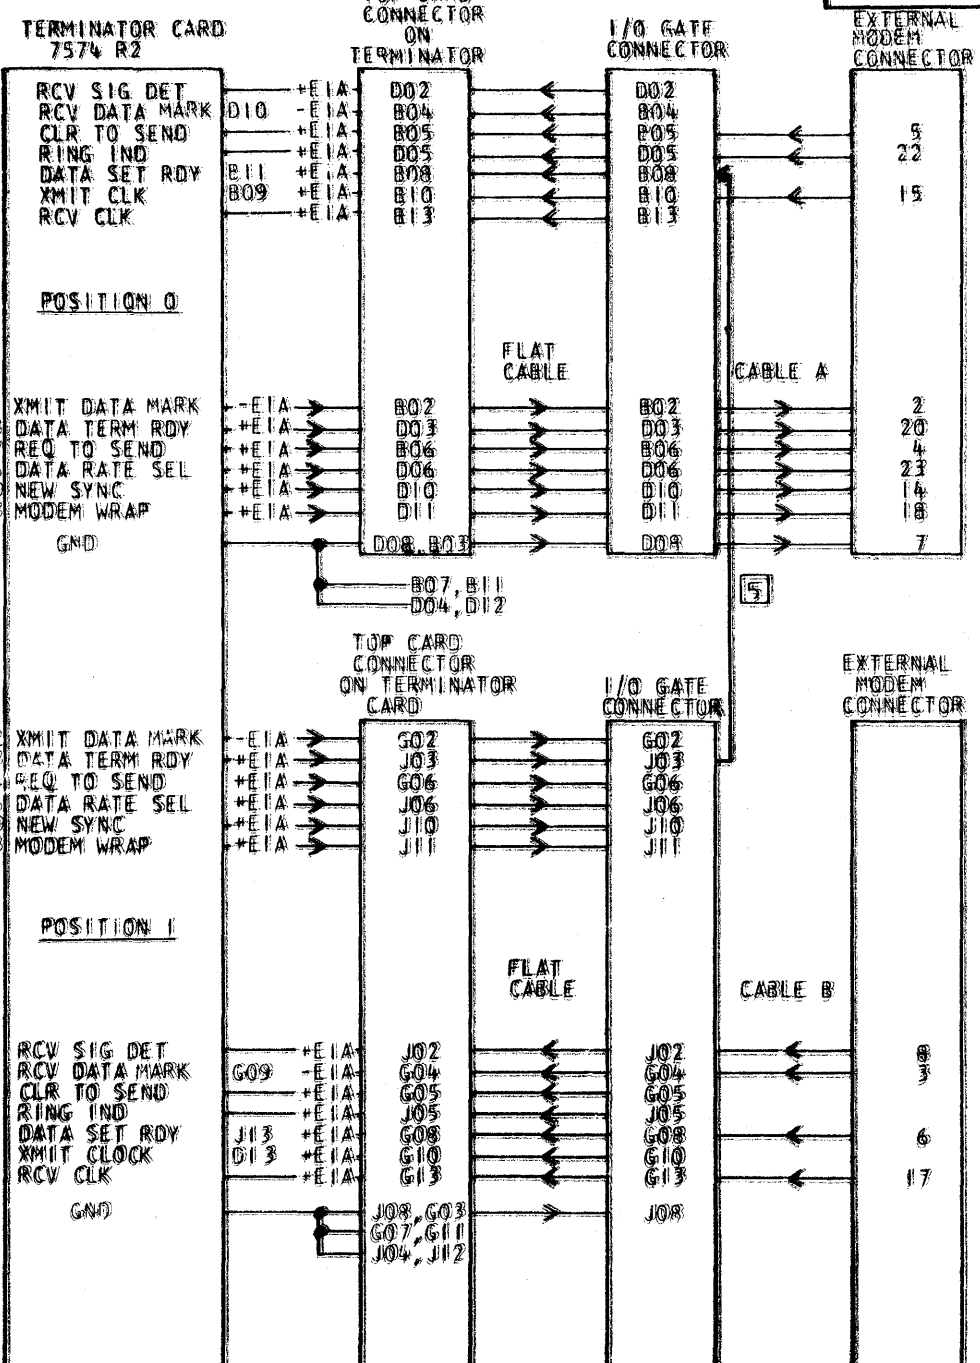 TERMINATOR CARD
7574 R2
CONNECTOR
ON
TERMINATOR
I/O GATE
CONNECTOR
EXTERNAL
MODEM
CONNECTOR
RCV SIG DET +EIA D02 D02
RCV DATA MARK D10 -EIA B04 B04
CLR TO SEND +EIA B05 B05 5
RING IND +EIA D05 D05 22
DATA SET RDY B11 +EIA B08 B08
XMIT CLK B09 +EIA B10 B10 15
RCV CLK +EIA B13 B13
POSITION 0
FLAT
CABLE
CABLE A
XMIT DATA MARK -EIA B02 B02 2
DATA TERM RDY +EIA D03 D03 20
REQ TO SEND +EIA B06 B06 4
DATA RATE SEL +EIA D06 D06 23
NEW SYNC +EIA D10 D10 14
MODEM WRAP +EIA D11 D11 18
GND D08,B03 D08 7
B07,B11
D04,D12
5
TOP CARD
CONNECTOR
ON TERMINATOR
CARD
I/O GATE
CONNECTOR
EXTERNAL
MODEM
CONNECTOR
XMIT DATA MARK -EIA G02 G02
DATA TERM RDY +EIA J03 J03
REQ TO SEND +EIA G06 G06
DATA RATE SEL +EIA J06 J06
NEW SYNC +EIA J10 J10
MODEM WRAP +EIA J11 J11
POSITION 1
FLAT
CABLE
CABLE B
RCV SIG DET +EIA J02 J02 8
RCV DATA MARK G09 -EIA G04 G04 3
CLR TO SEND +EIA G05 G05
RING IND +EIA J05 J05
DATA SET RDY J13 +EIA G08 G08 6
XMIT CLOCK D13 +EIA G10 G10
RCV CLK +EIA G13 G13 17
GND J08,G03 J08
G07,G11
J04,J12